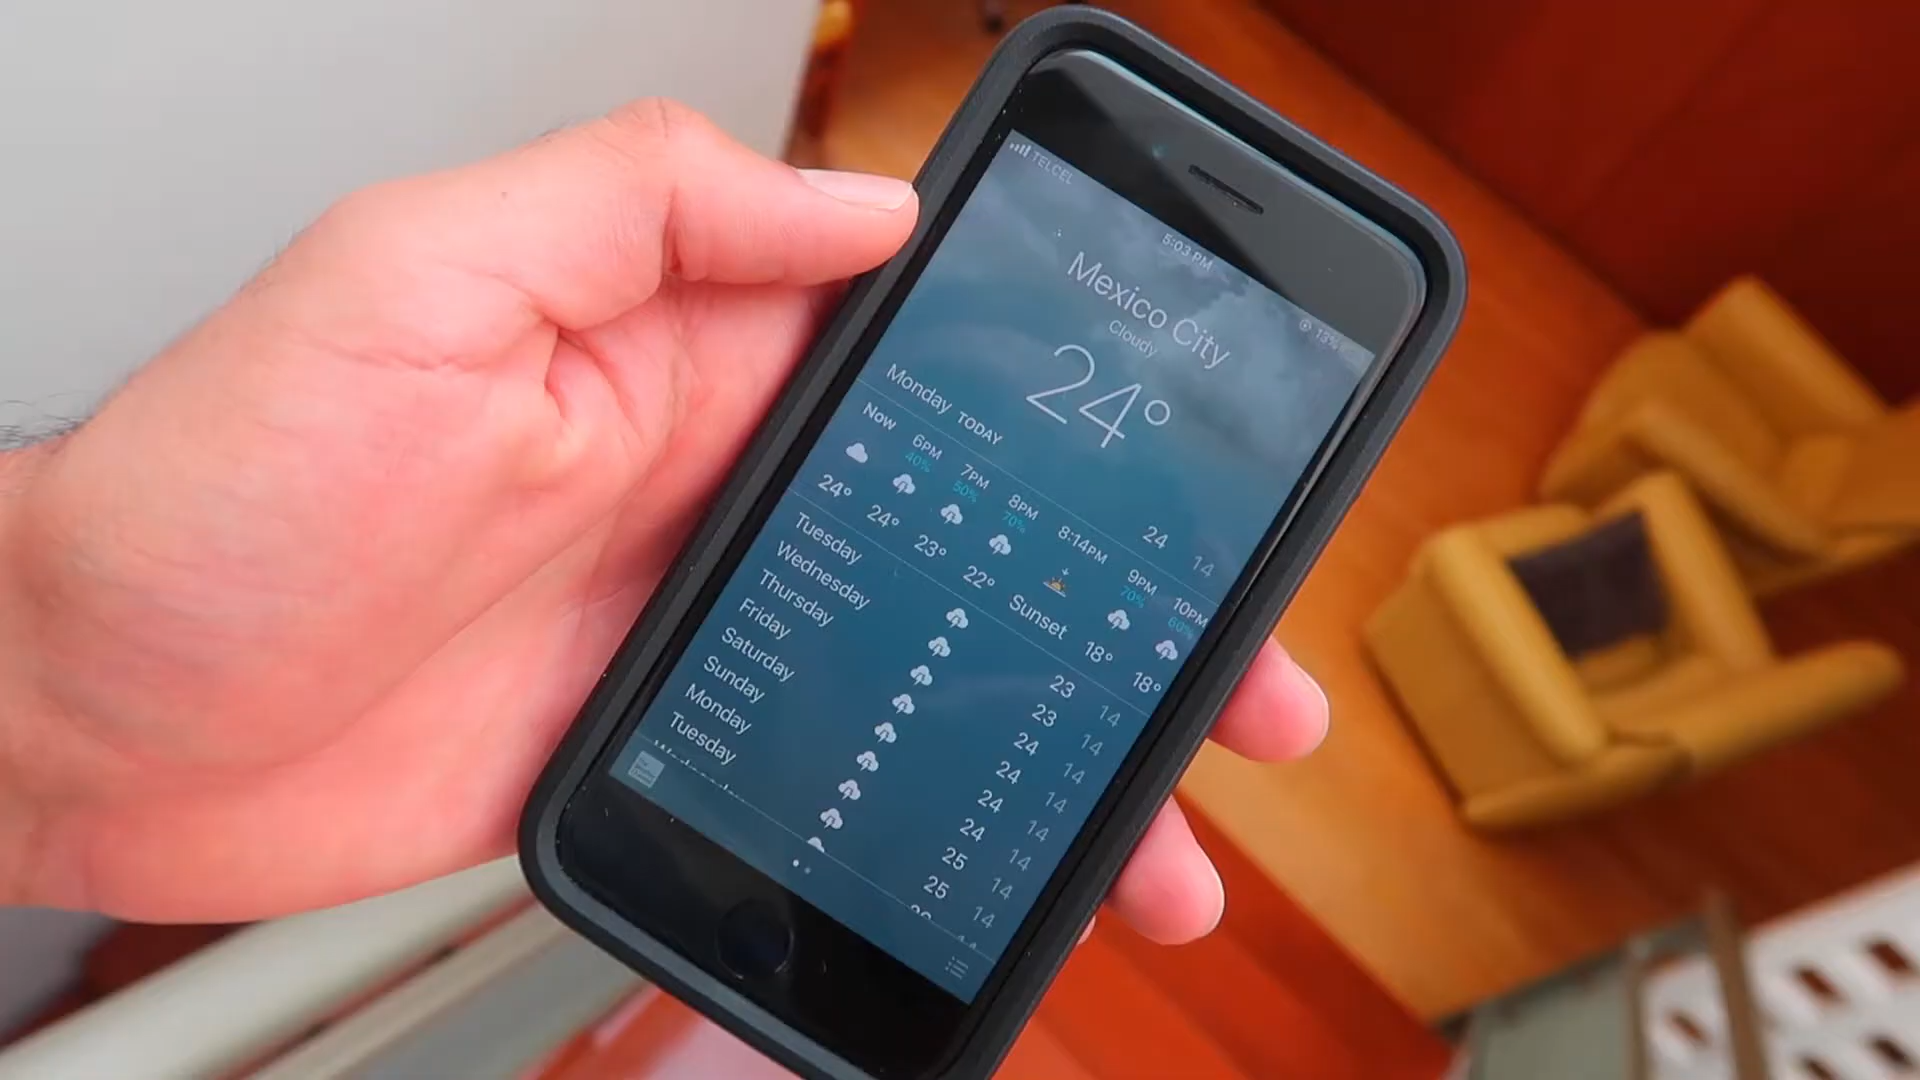 TELCEL
5:03 PM
13%
Mexico City
Cloudy
24°
Monday TODAY 24 14
Now 6PM 7PM 8PM 8:14PM 9PM 10PM
40% 50% 70% 70% 60%
24° 24° 23° 22° Sunset 18° 18°
Tuesday 23 14
Wednesday 23 14
Thursday 24 14
Friday 24 14
Saturday 24 14
Sunday 24 14
Monday 25 14
Tuesday 25 14